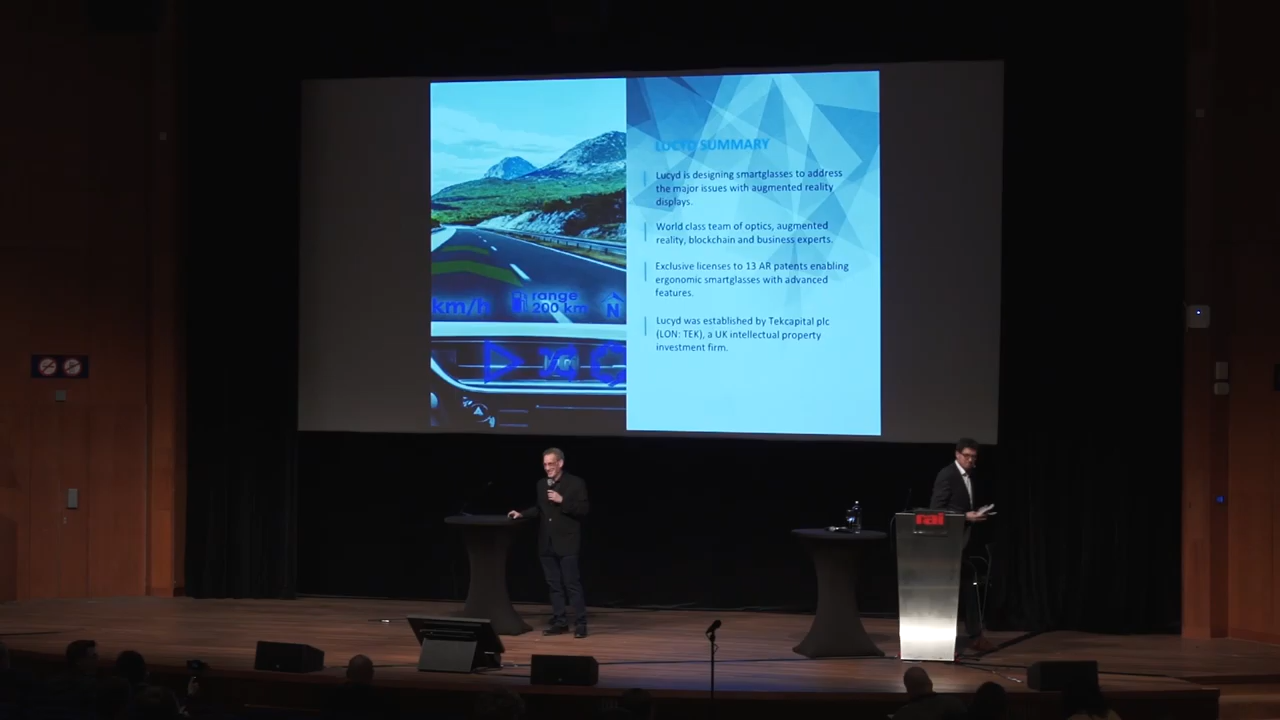 LUCYD SUMMARY
Lucyd is designing smartglasses to address
the major issues with augmented reality
displays.
World class team of optics, augmented
reality, blockchain and business experts.
Exclusive licenses to 13 AR patents enabling
ergonomic smartglasses with advanced
features.
Lucyd was established by Tekcapital plc
(LON: TEK), a UK intellectual property
investment firm.
km/h
range
200 km
N
rai